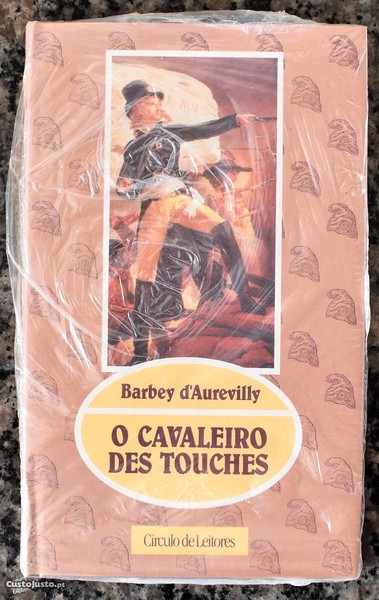 Barbey d'Aurevilly
O CAVALEIRO
DES TOUCHES
Círculo de Leitores
CustoJusto.pt